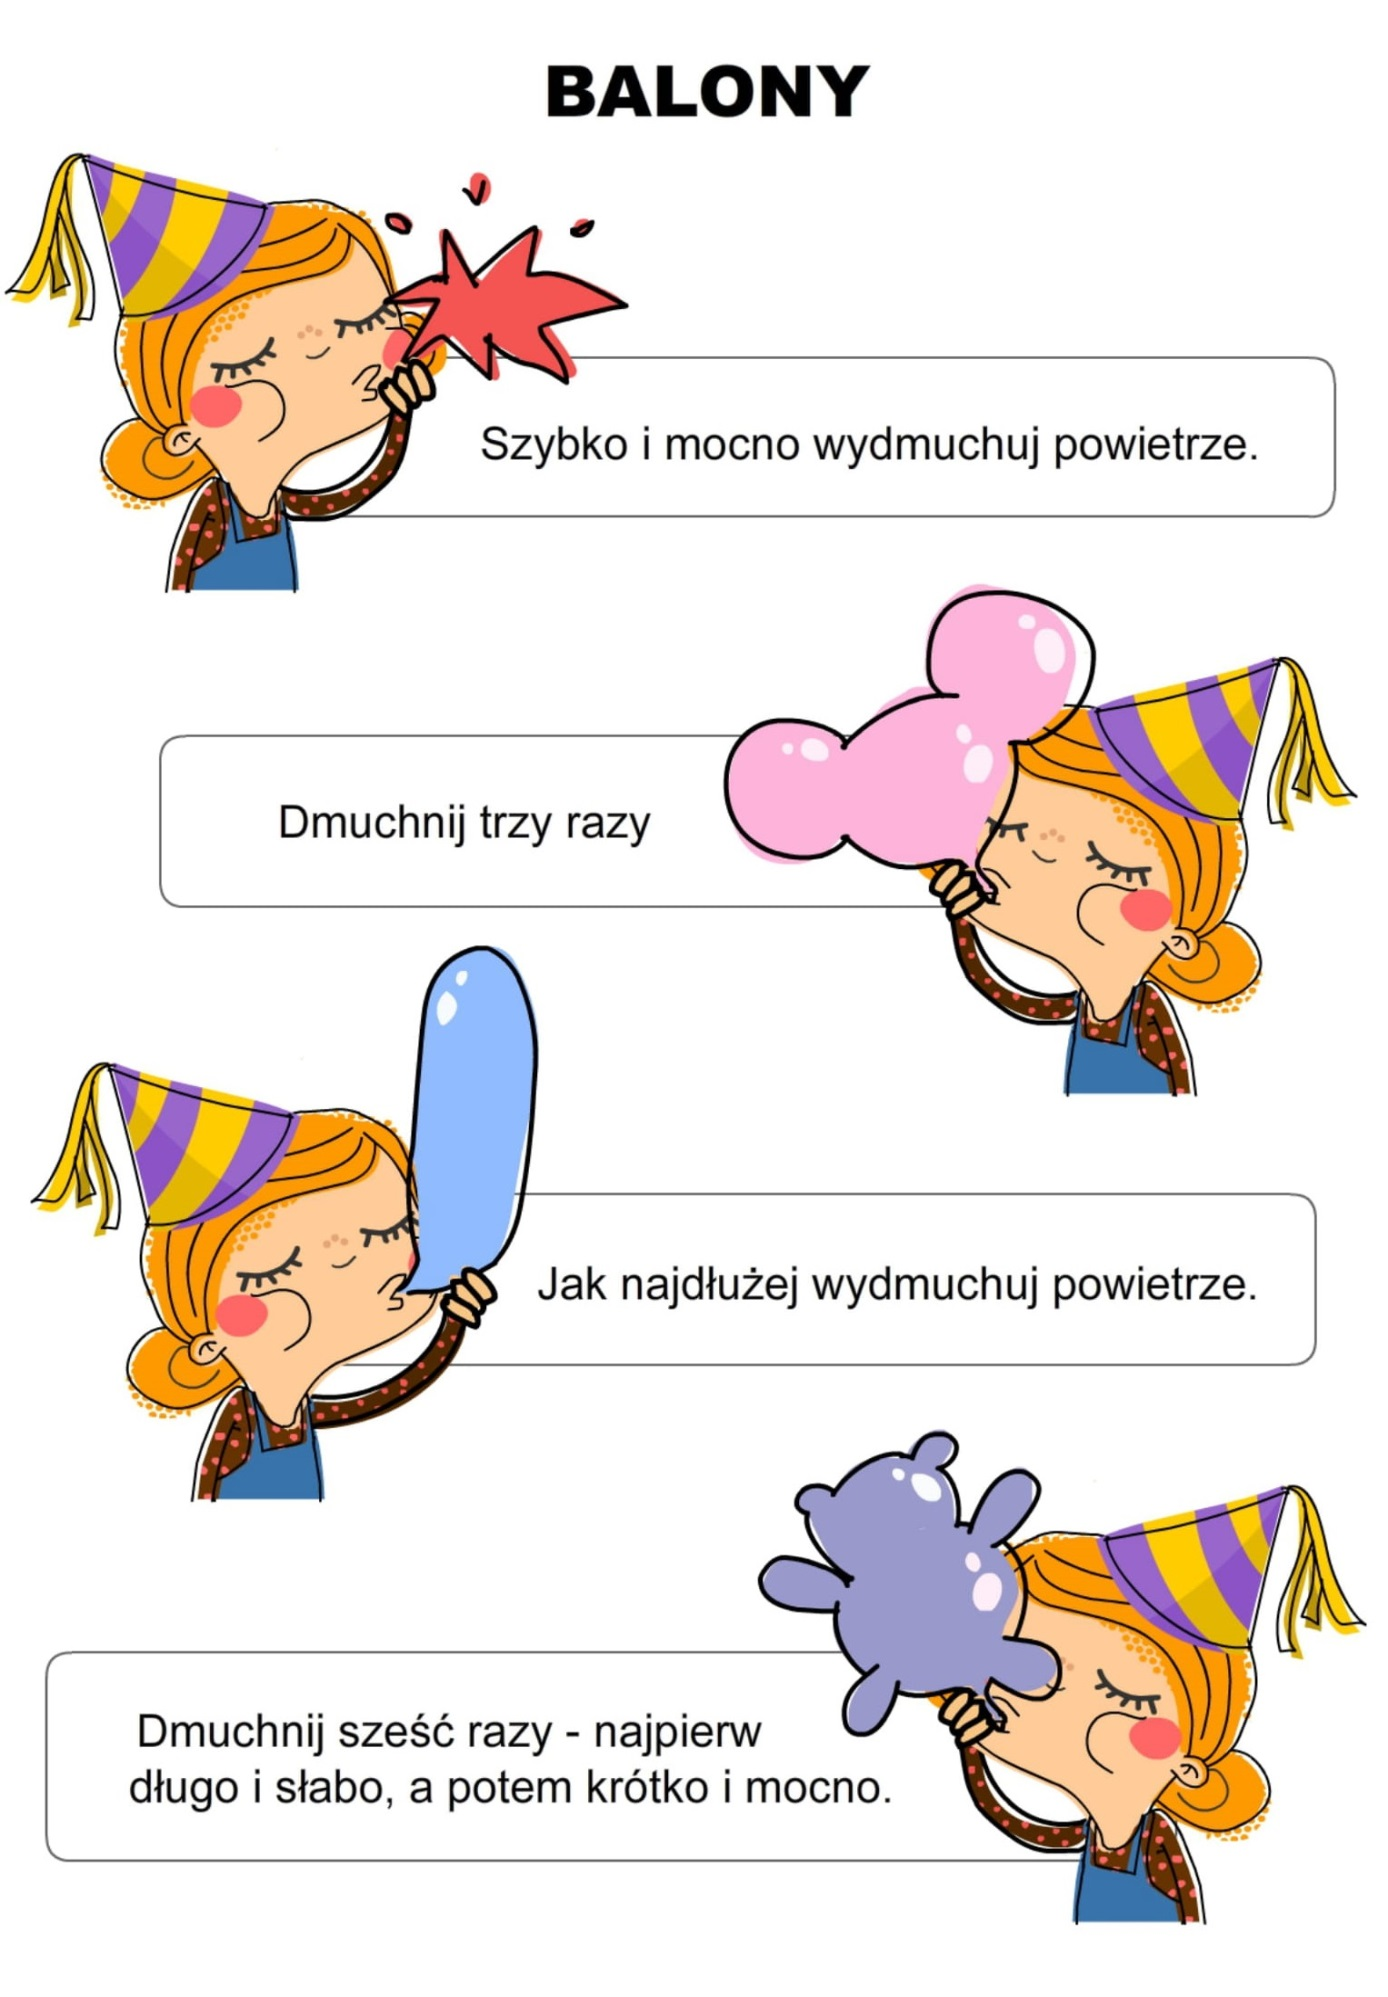 BALONY
Szybko i mocno wydmuchuj powietrze.
Dmuchnij trzy razy
Jak najdłużej wydmuchuj powietrze.
Dmuchnij sześć razy - najpierw
długo i słabo, a potem krótko i mocno.